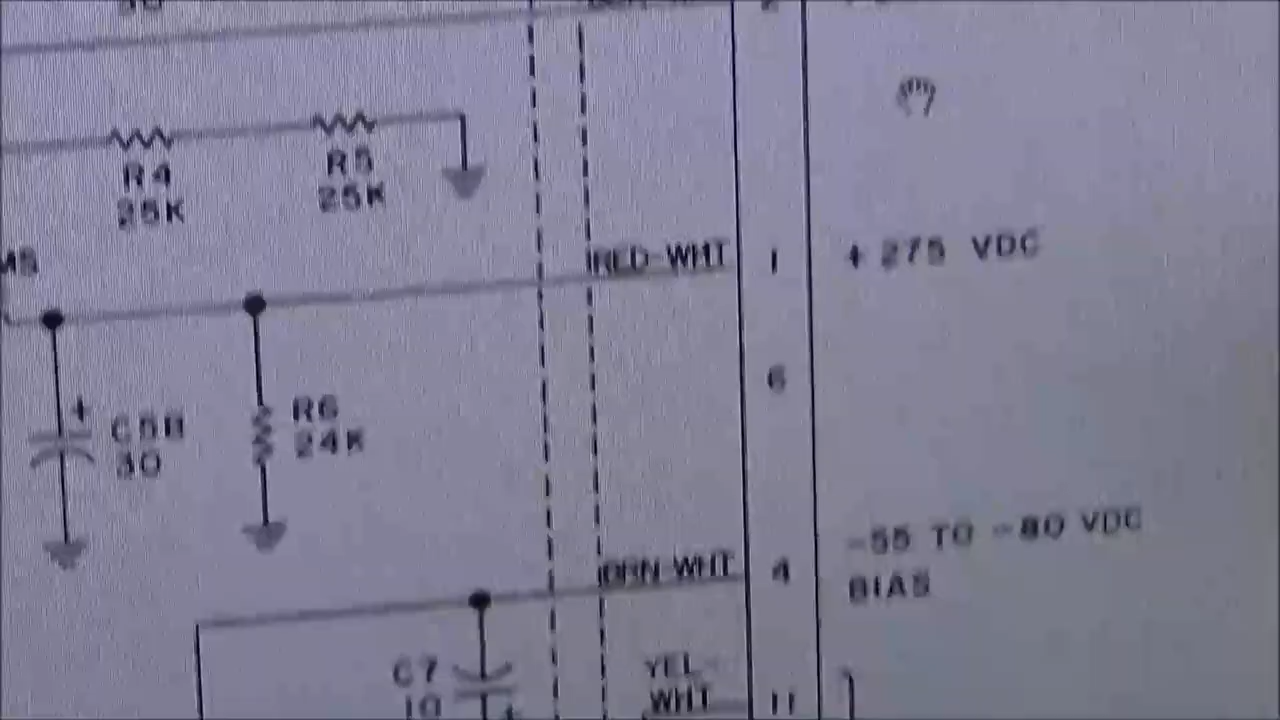 R4
25K
R5
25K
RED-WHT
1
+ 275 VDC
6
C5B
30
R6
24K
-55 TO -80 VDC
BIAS
BRN-WHT
4
C7
10
YEL-
WHT
11